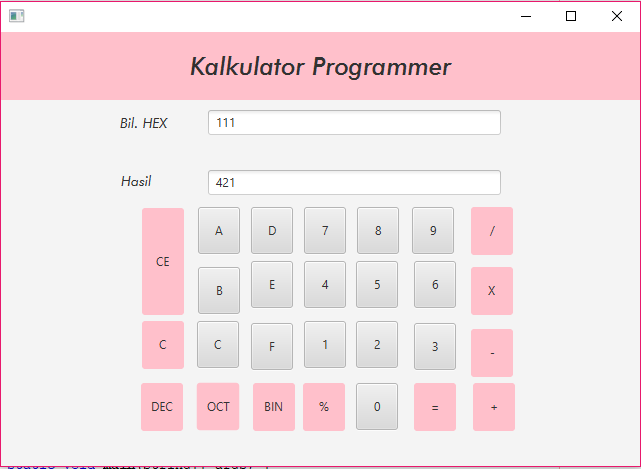 Kalkulator Programmer
Bil. HEX 111
Hasil 421
CE A D 7 8 9 /
B E 4 5 6 X
C C F 1 2 3 -
DEC OCT BIN % 0 = +